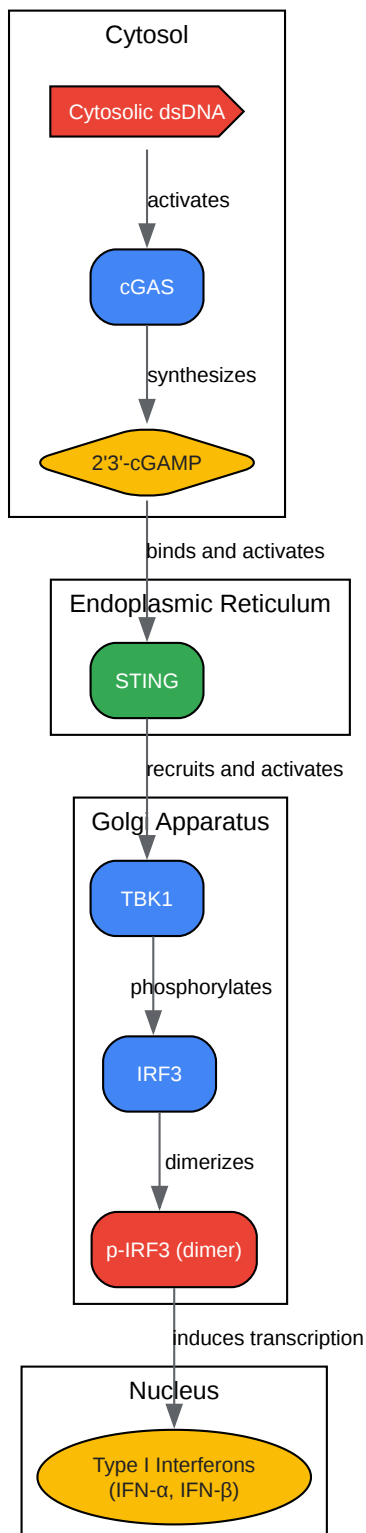 Cytosol
Cytosolic dsDNA
activates
cGAS
synthesizes
2'3'-cGAMP
binds and activates
Endoplasmic Reticulum
STING
recruits and activates
Golgi Apparatus
TBK1
phosphorylates
IRF3
dimerizes
p-IRF3 (dimer)
induces transcription
Nucleus
Type I Interferons
(IFN-α, IFN-β)